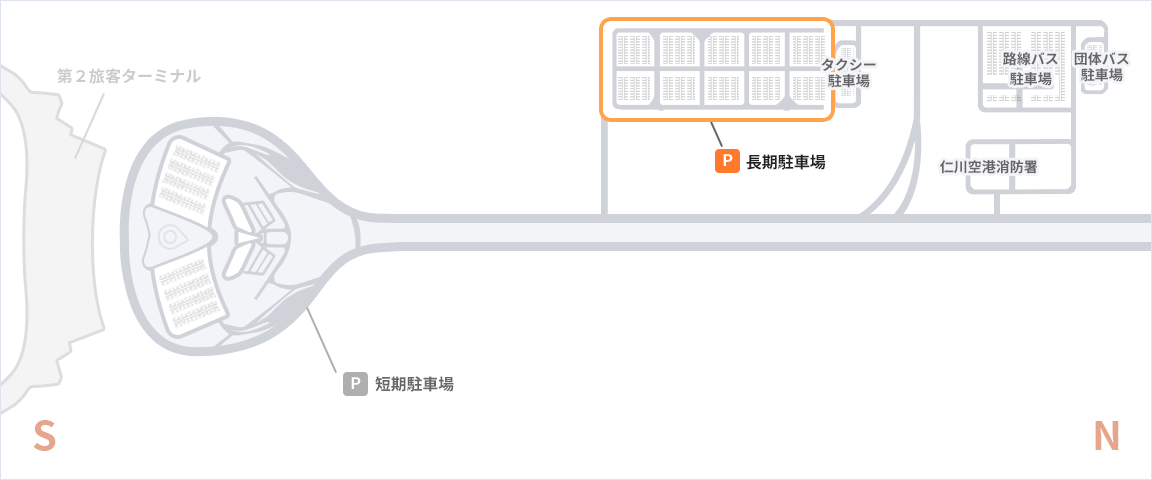 第２旅客ターミナル
タクシー
駐車場
路線バス
駐車場
団体バス
駐車場
P 長期駐車場
仁川空港消防署
P 短期駐車場
S
N